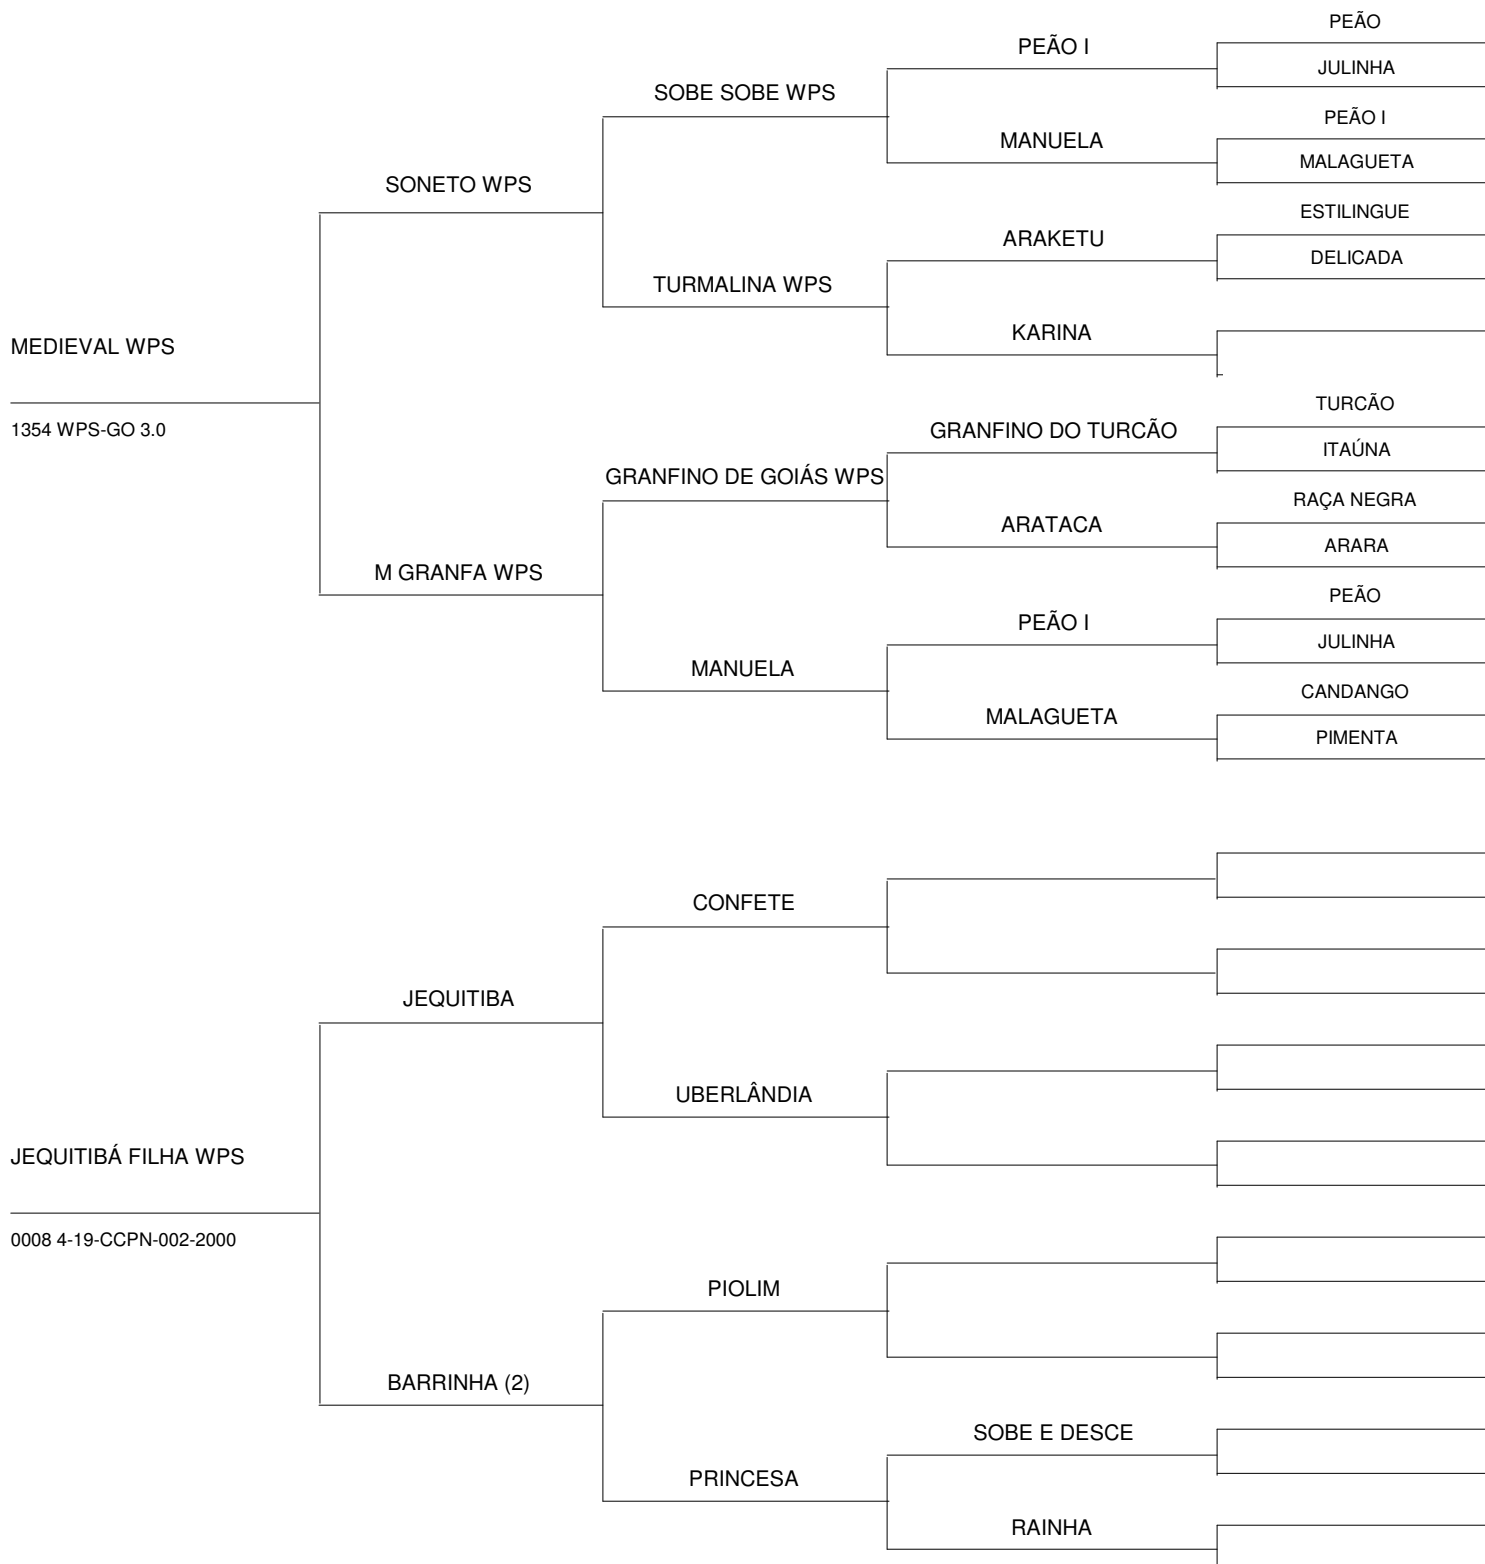 PEÃO
PEÃO I
JULINHA
SOBE SOBE WPS
PEÃO I
MANUELA
MALAGUETA
SONETO WPS
ESTILINGUE
ARAKETU
DELICADA
TURMALINA WPS
KARINA
MEDIEVAL WPS
TURCÃO
1354 WPS-GO 3.0
GRANFINO DO TURCÃO
ITAÚNA
GRANFINO DE GOIÁS WPS
RAÇA NEGRA
ARATACA
ARARA
M GRANFA WPS
PEÃO
PEÃO I
JULINHA
MANUELA
CANDANGO
MALAGUETA
PIMENTA
CONFETE
JEQUITIBA
UBERLÂNDIA
JEQUITIBÁ FILHA WPS
0008 4-19-CCPN-002-2000
PIOLIM
BARRINHA (2)
SOBE E DESCE
PRINCESA
RAINHA